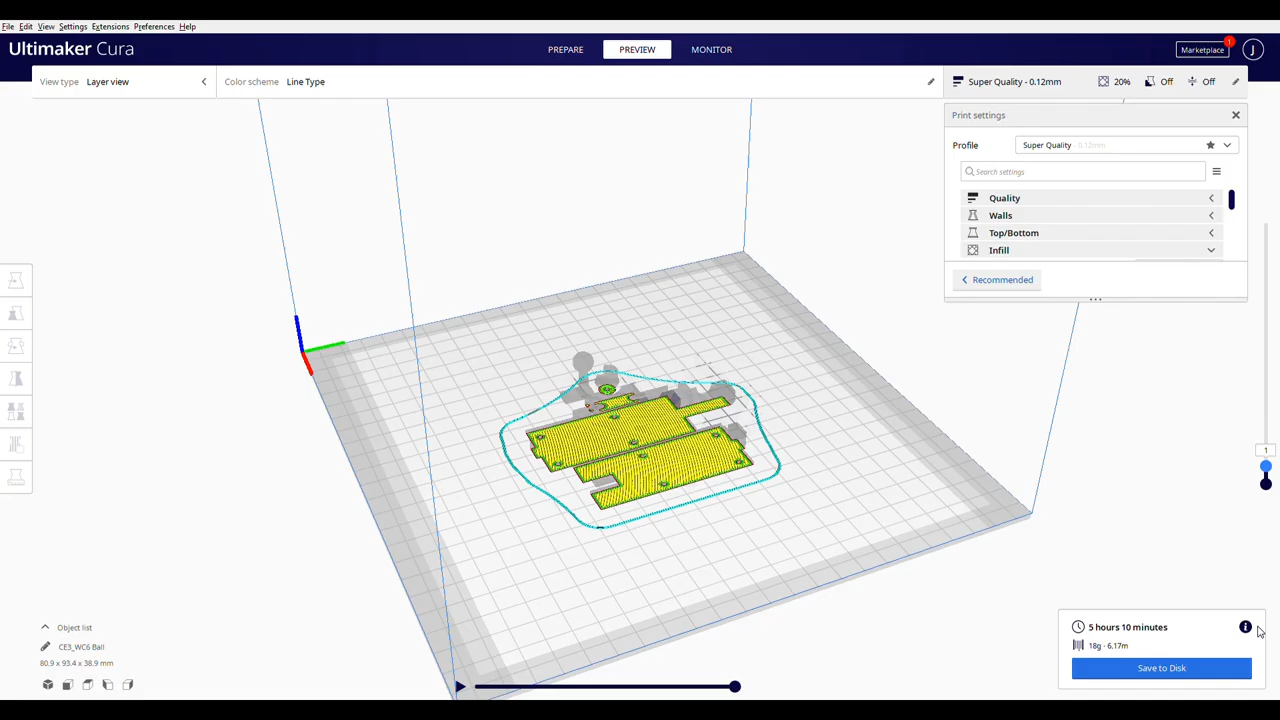 File Edit View Settings Extensions Preferences Help
Ultimaker Cura
PREPARE PREVIEW MONITOR
Marketplace 1 J
View type Layer view Color scheme Line Type
Super Quality - 0.12mm 20% Off Off
Print settings
Profile Super Quality - 0.12mm
Search settings
Quality
Walls
Top/Bottom
Infill
Recommended
1
5 hours 10 minutes
18g · 6.17m
Save to Disk
Object list
CE3_WC6 Ball
80.9 x 93.4 x 38.9 mm